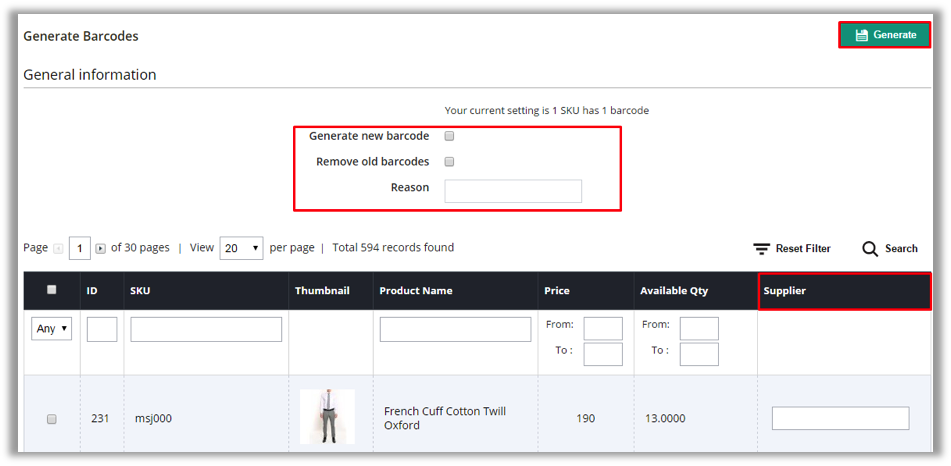 Generate Barcodes
Generate
General information
Your current setting is 1 SKU has 1 barcode
Generate new barcode
Remove old barcodes
Reason
Page 1 of 30 pages | View 20 per page | Total 594 records found
Reset Filter
Search
ID SKU Thumbnail Product Name Price Available Qty Supplier
Any From: From:
To : To :
231 msj000 French Cuff Cotton Twill Oxford 190 13.0000